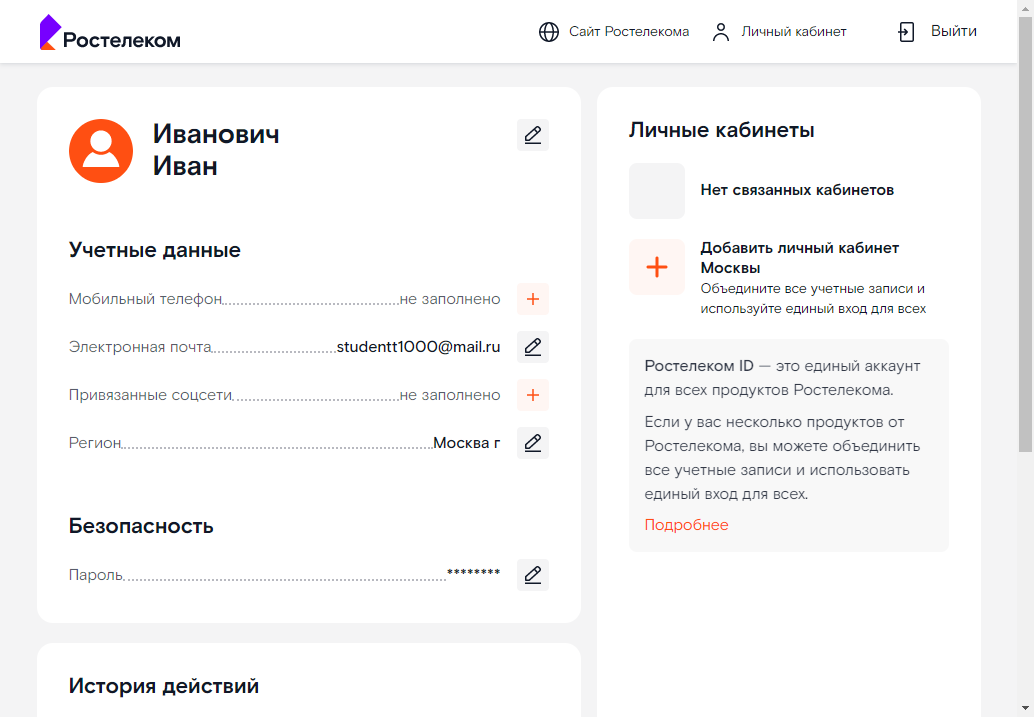 Ростелеком
Сайт Ростелекома
Личный кабинет
Выйти
Иванович
Иван
Учетные данные
Мобильный телефон
не заполнено
Электронная почта
studentt1000@mail.ru
Привязанные соцсети
не заполнено
Регион
Москва г
Безопасность
Пароль
********
История действий
Личные кабинеты
Нет связанных кабинетов
Добавить личный кабинет
Москвы
Объедините все учетные записи и
используйте единый вход для всех
Ростелеком ID — это единый аккаунт
для всех продуктов Ростелекома.
Если у вас несколько продуктов от
Ростелекома, вы можете объединить
все учетные записи и использовать
единый вход для всех.
Подробнее